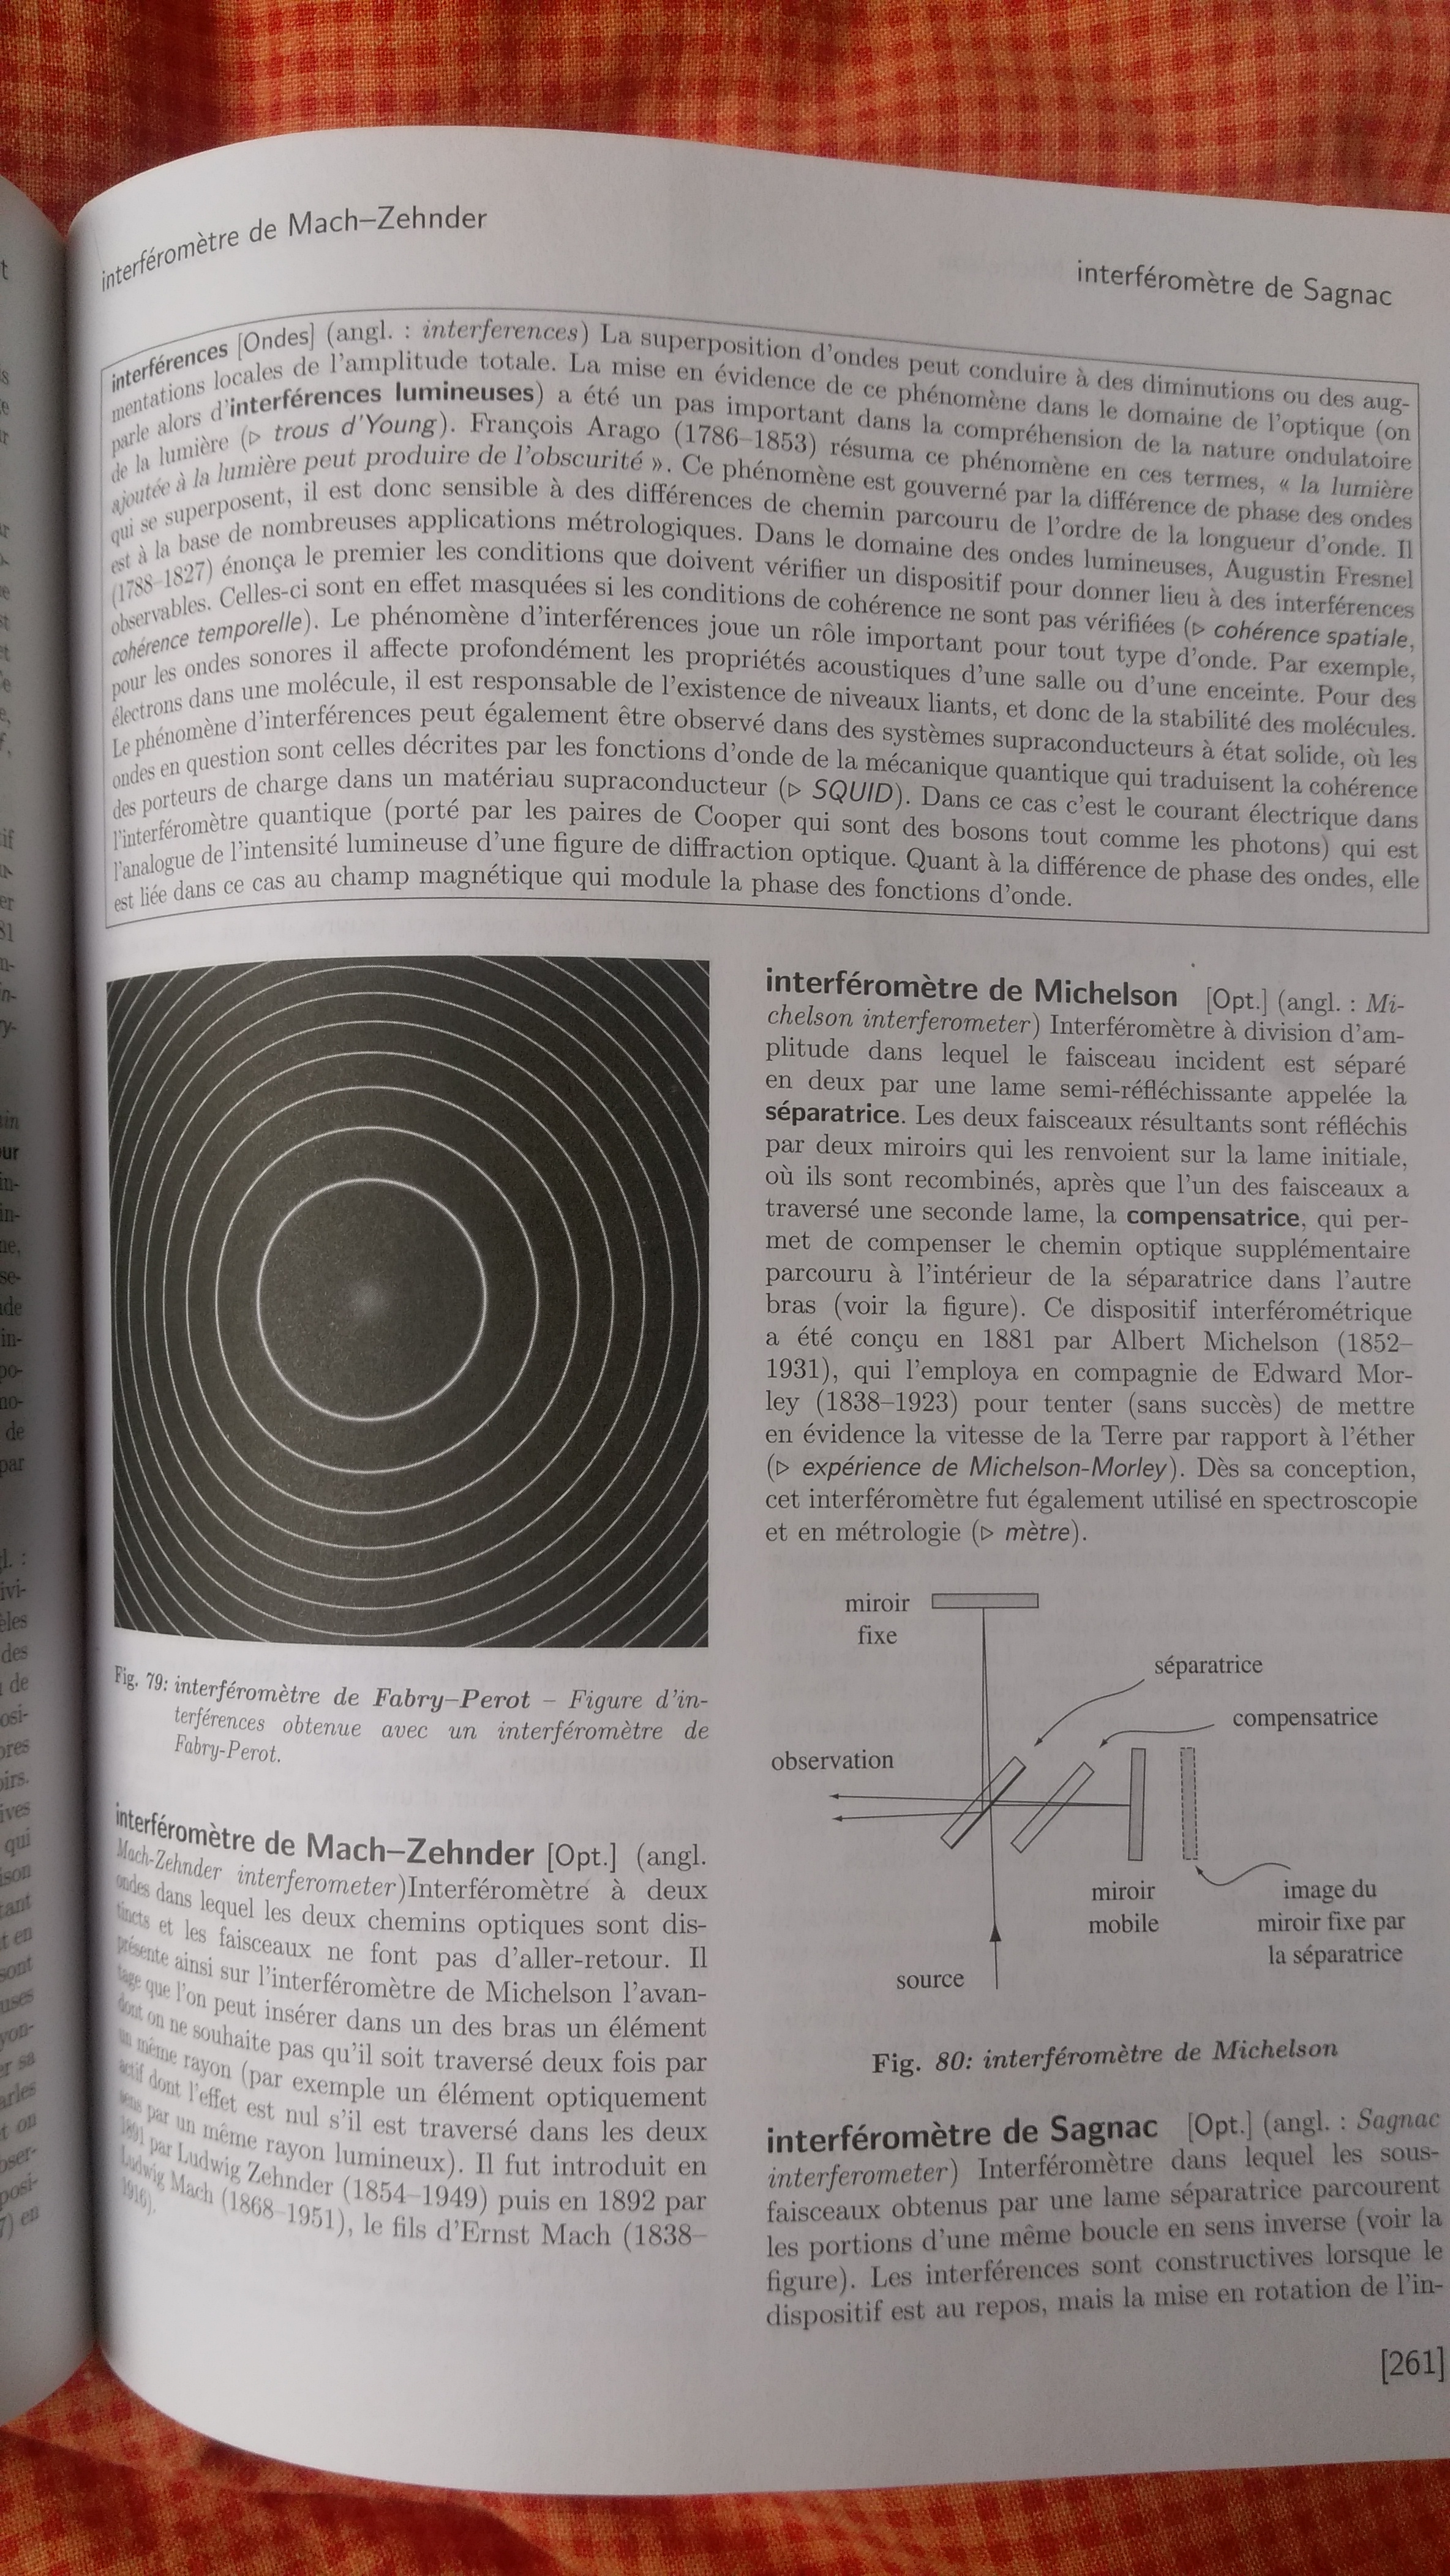 interféromètre de Mach–Zehnder
interféromètre de Sagnac
interférences [Ondes] (angl. : interferences) La superposition d'ondes peut conduire à des diminutions ou des aug-
mentations locales de l'amplitude totale. La mise en évidence de ce phénomène dans le domaine de l'optique (on
parle alors d'interférences lumineuses) a été un pas important dans la compréhension de la nature ondulatoire
de la lumière (▷ trous d'Young). François Arago (1786–1853) résuma ce phénomène en ces termes, « la lumière
ajoutée à la lumière peut produire de l'obscurité ». Ce phénomène est gouverné par la différence de phase des ondes
qui se superposent, il est donc sensible à des différences de chemin parcouru de l'ordre de la longueur d'onde. Il
est à la base de nombreuses applications métrologiques. Dans le domaine des ondes lumineuses, Augustin Fresnel
(1788–1827) énonça le premier les conditions que doivent vérifier un dispositif pour donner lieu à des interférences
observables. Celles-ci sont en effet masquées si les conditions de cohérence ne sont pas vérifiées (▷ cohérence spatiale,
cohérence temporelle). Le phénomène d'interférences joue un rôle important pour tout type d'onde. Par exemple,
pour les ondes sonores il affecte profondément les propriétés acoustiques d'une salle ou d'une enceinte. Pour des
électrons dans une molécule, il est responsable de l'existence de niveaux liants, et donc de la stabilité des molécules.
Le phénomène d'interférences peut également être observé dans des systèmes supraconducteurs à état solide, où les
ondes en question sont celles décrites par les fonctions d'onde de la mécanique quantique qui traduisent la cohérence
des porteurs de charge dans un matériau supraconducteur (▷ SQUID). Dans ce cas c'est le courant électrique dans
l'interféromètre quantique (porté par les paires de Cooper qui sont des bosons tout comme les photons) qui est
l'analogue de l'intensité lumineuse d'une figure de diffraction optique. Quant à la différence de phase des ondes, elle
est liée dans ce cas au champ magnétique qui module la phase des fonctions d'onde.
Fig. 79: interféromètre de Fabry–Perot – Figure d'in-
terférences obtenue avec un interféromètre de
Fabry-Perot.
interféromètre de Mach–Zehnder [Opt.] (angl.
Mach-Zehnder interferometer)Interféromètre à deux
ondes dans lequel les deux chemins optiques sont dis-
tincts et les faisceaux ne font pas d'aller-retour. Il
présente ainsi sur l'interféromètre de Michelson l'avan-
tage que l'on peut insérer dans un des bras un élément
dont on ne souhaite pas qu'il soit traversé deux fois par
un même rayon (par exemple un élément optiquement
actif dont l'effet est nul s'il est traversé dans les deux
sens par un même rayon lumineux). Il fut introduit en
1891 par Ludwig Zehnder (1854–1949) puis en 1892 par
Ludwig Mach (1868–1951), le fils d'Ernst Mach (1838–
1916).
interféromètre de Michelson [Opt.] (angl. : Mi-
chelson interferometer) Interféromètre à division d'am-
plitude dans lequel le faisceau incident est séparé
en deux par une lame semi-réfléchissante appelée la
séparatrice. Les deux faisceaux résultants sont réfléchis
par deux miroirs qui les renvoient sur la lame initiale,
où ils sont recombinés, après que l'un des faisceaux a
traversé une seconde lame, la compensatrice, qui per-
met de compenser le chemin optique supplémentaire
parcouru à l'intérieur de la séparatrice dans l'autre
bras (voir la figure). Ce dispositif interférométrique
a été conçu en 1881 par Albert Michelson (1852–
1931), qui l'employa en compagnie de Edward Mor-
ley (1838–1923) pour tenter (sans succès) de mettre
en évidence la vitesse de la Terre par rapport à l'éther
(▷ expérience de Michelson-Morley). Dès sa conception,
cet interféromètre fut également utilisé en spectroscopie
et en métrologie (▷ mètre).
miroir
fixe
séparatrice
compensatrice
observation
miroir
mobile
image du
miroir fixe par
la séparatrice
source
Fig. 80: interféromètre de Michelson
interféromètre de Sagnac [Opt.] (angl. : Sagnac
interferometer) Interféromètre dans lequel les sous-
faisceaux obtenus par une lame séparatrice parcourent
les portions d'une même boucle en sens inverse (voir la
figure). Les interférences sont constructives lorsque le
dispositif est au repos, mais la mise en rotation de l'in-
[261]